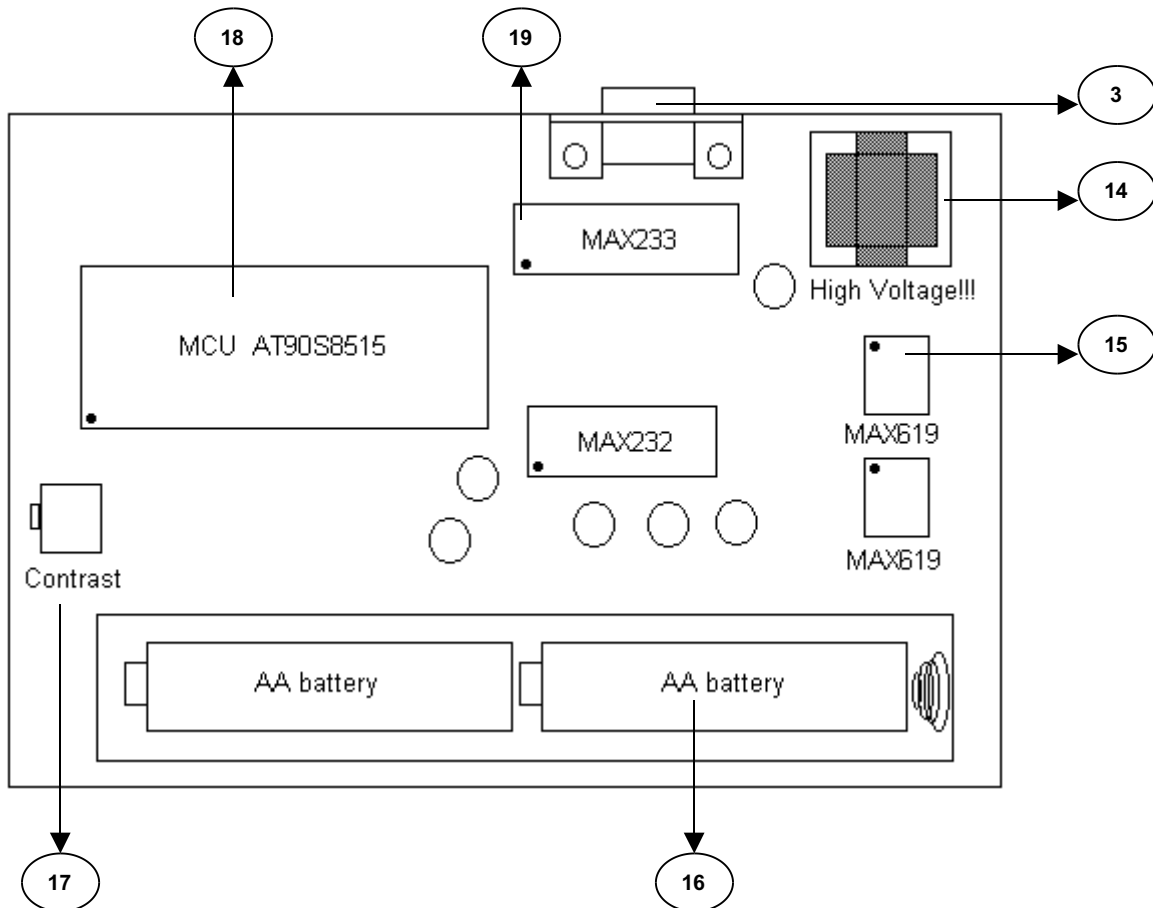 18
19
3
14
MAX233
High Voltage!!!
MCU AT90S8515
15
MAX619
MAX232
MAX619
Contrast
AA battery
AA battery
17
16